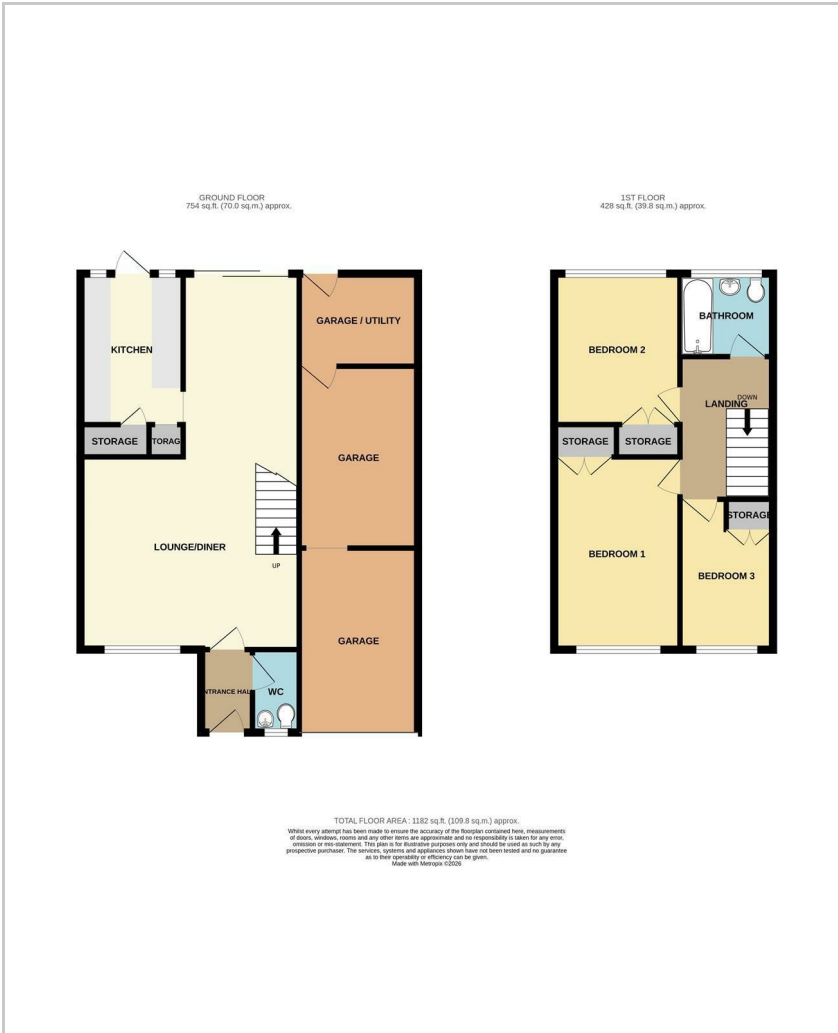 GROUND FLOOR
754 sq.ft. (70.0 sq.m.) approx.
GARAGE / UTILITY
KITCHEN
STORAGE
TORAG
GARAGE
LOUNGE/DINER
UP
GARAGE
NTRANCE HAL
WC
1ST FLOOR
428 sq.ft. (39.8 sq.m.) approx.
BATHROOM
BEDROOM 2
DOWN
LANDING
STORAGE
STORAGE
STORAGE
BEDROOM 1
BEDROOM 3
TOTAL FLOOR AREA : 1182 sq.ft. (109.8 sq.m.) approx.
Whilst every attempt has been made to ensure the accuracy of the floorplan contained here, measurements
of doors, windows, rooms and any other items are approximate and no responsibility is taken for any error,
omission or mis-statement. This plan is for illustrative purposes only and should be used as such by any
prospective purchaser. The services, systems and appliances shown have not been tested and no guarantee
as to their operability or efficiency can be given.
Made with Metropix ©2026